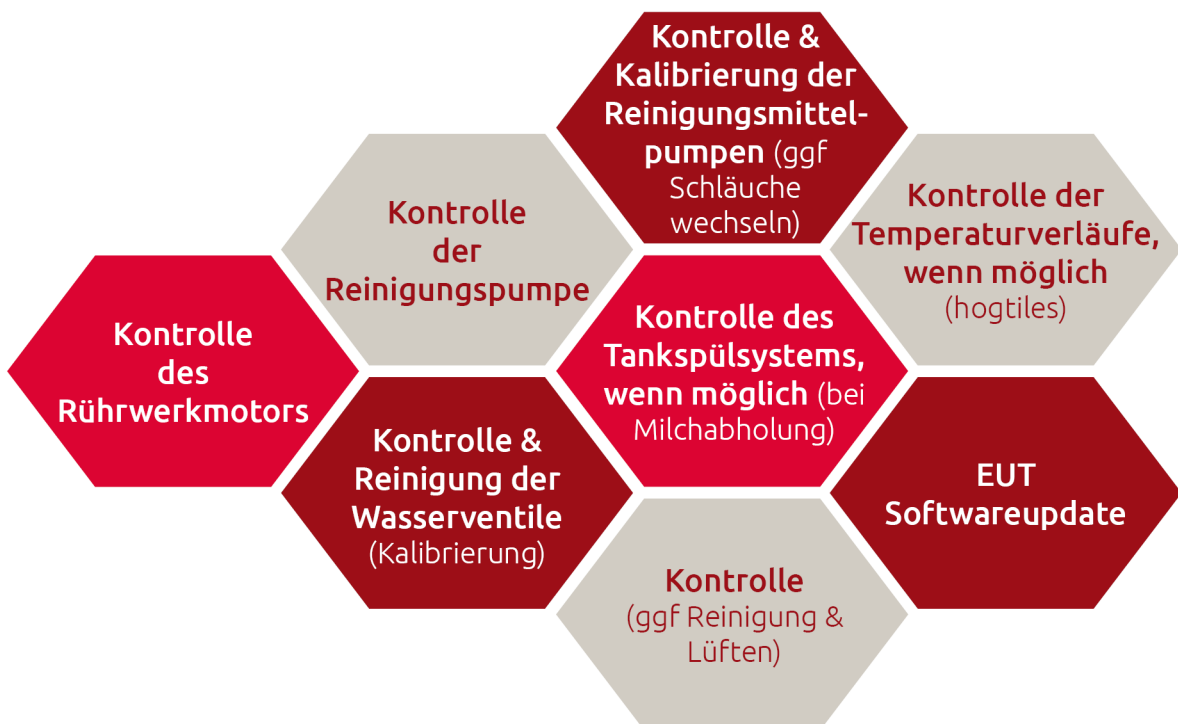 Kontrolle &
Kalibrierung der
Reinigungsmittel-
pumpen (ggf
Schläuche
wechseln)
Kontrolle
der
Reinigungspumpe
Kontrolle der
Temperaturverläufe,
wenn möglich
(hogtiles)
Kontrolle
des
Rührwerkmotors
Kontrolle des
Tankspülsystems,
wenn möglich (bei
Milchabholung)
Kontrolle &
Reinigung der
Wasserventile
(Kalibrierung)
EUT
Softwareupdate
Kontrolle
(ggf Reinigung &
Lüften)